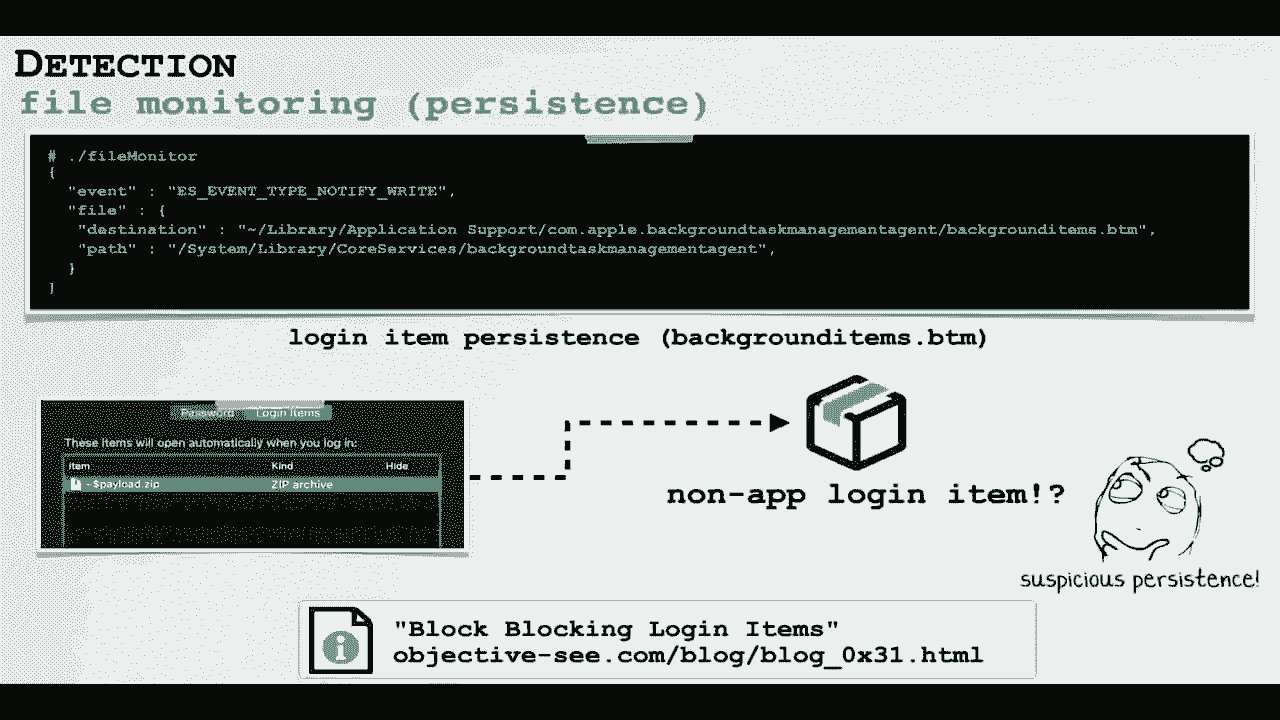 DETECTION
file monitoring (persistence)
# ./fileMonitor
{
"event" : "ES_EVENT_TYPE_NOTIFY_WRITE",
"file" : {
"destination" : "~/Library/Application Support/com.apple.backgroundtaskmanagementagent/backgrounditems.btm",
"path" : "/System/Library/CoreServices/backgroundtaskmanagementagent",
}
]
login item persistence (backgrounditems.btm)
Password Login Items
These items will open automatically when you log in:
Item Kind Hide
~$payload.zip ZIP archive
non-app login item!?
suspicious persistence!
"Block Blocking Login Items"
objective-see.com/blog/blog_0x31.html